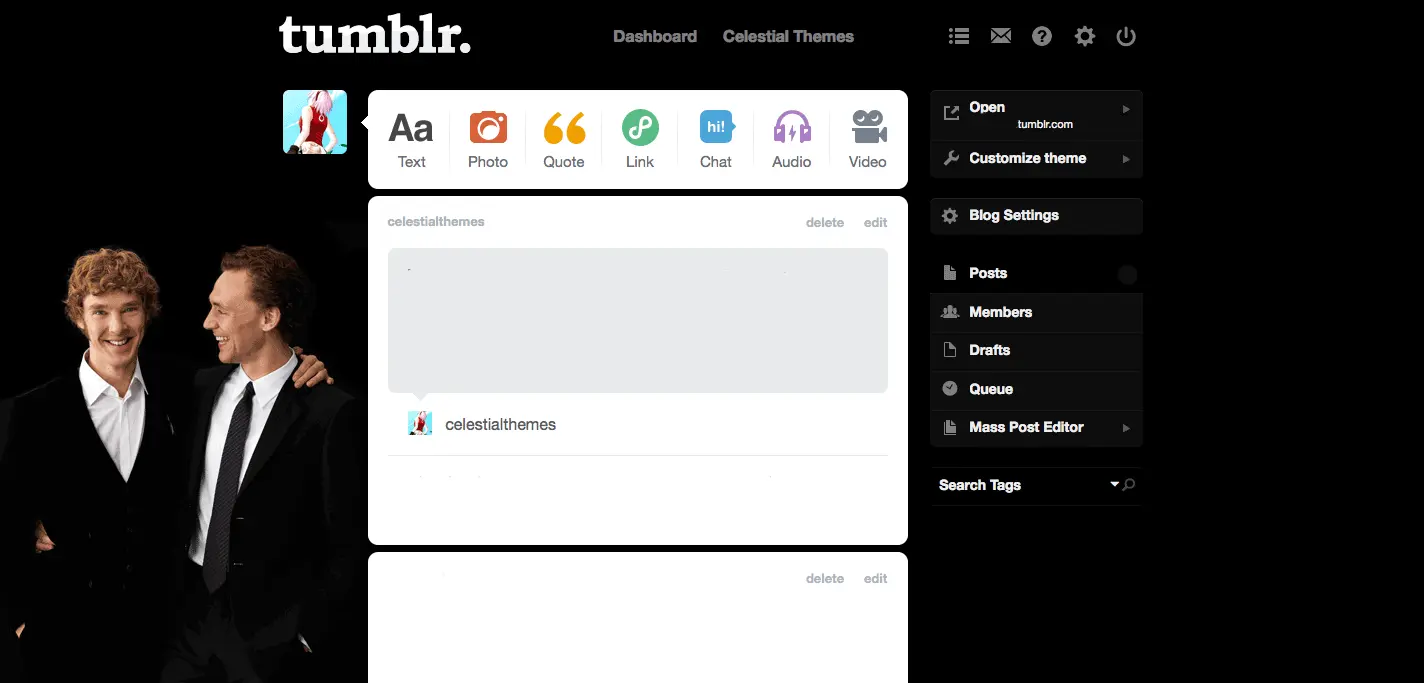 tumblr.
Dashboard Celestial Themes
Aa
Text
Photo
Quote
Link
hi!
Chat
Audio
Video
celestialthemes
delete edit
celestialthemes
delete edit
Open
tumblr.com
Customize theme
Blog Settings
Posts
Members
Drafts
Queue
Mass Post Editor
Search Tags